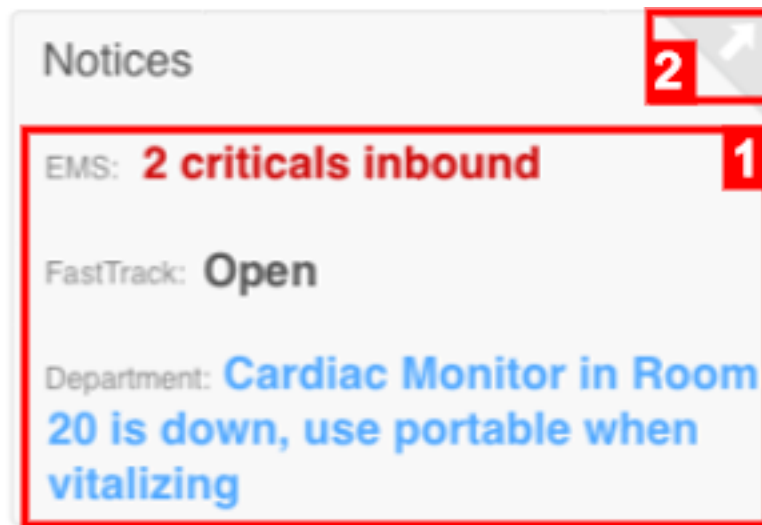 Notices
2
EMS: 2 criticals inbound
1
FastTrack: Open
Department: Cardiac Monitor in Room
20 is down, use portable when
vitalizing